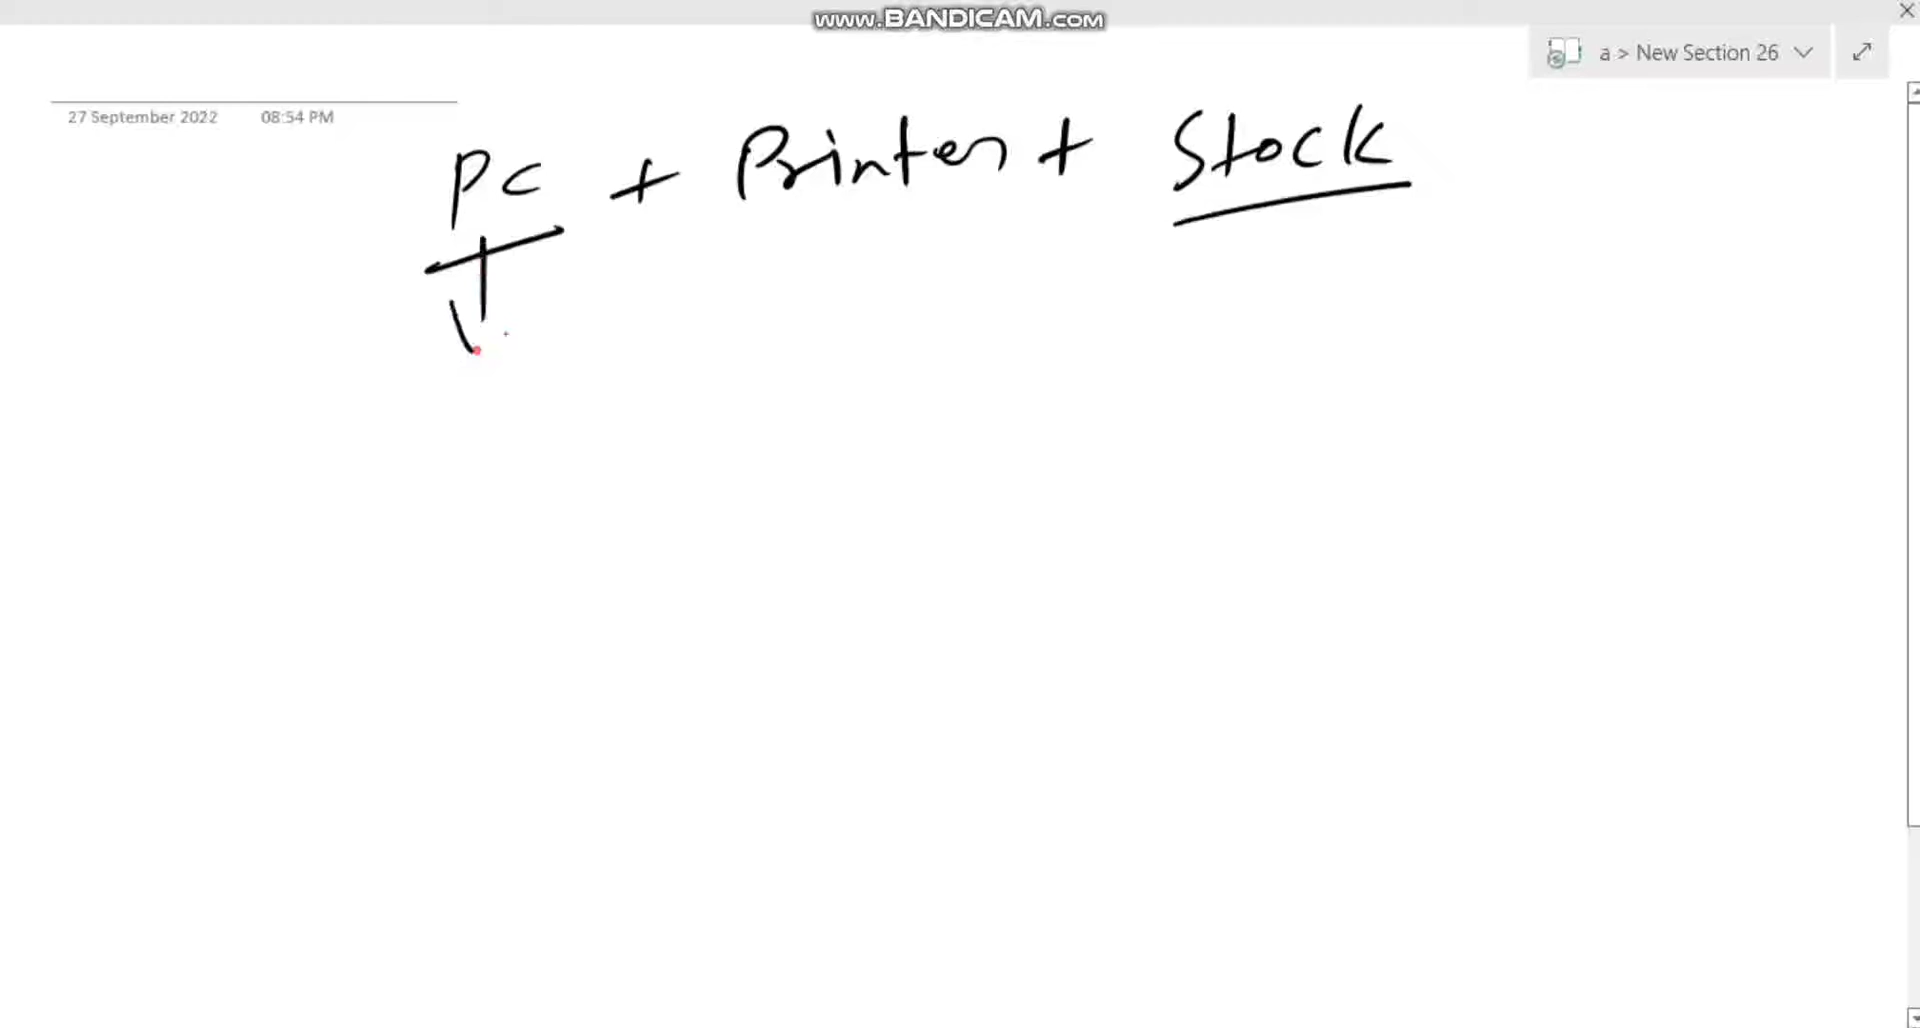 www.BANDICAM.com
a > New Section 26
27 September 2022 08:54 PM
PC + Printer + Stock